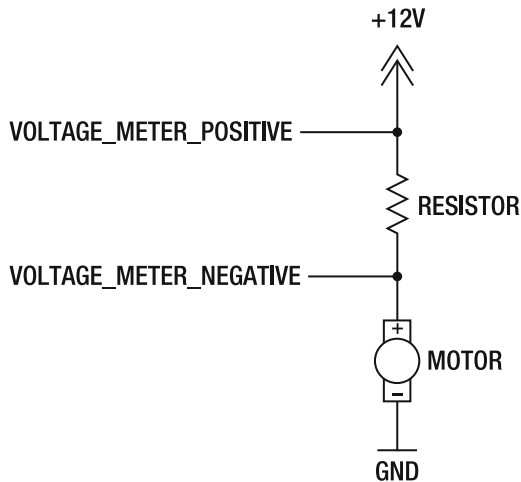 +12V
VOLTAGE_METER_POSITIVE
RESISTOR
VOLTAGE_METER_NEGATIVE
+
MOTOR
–
GND